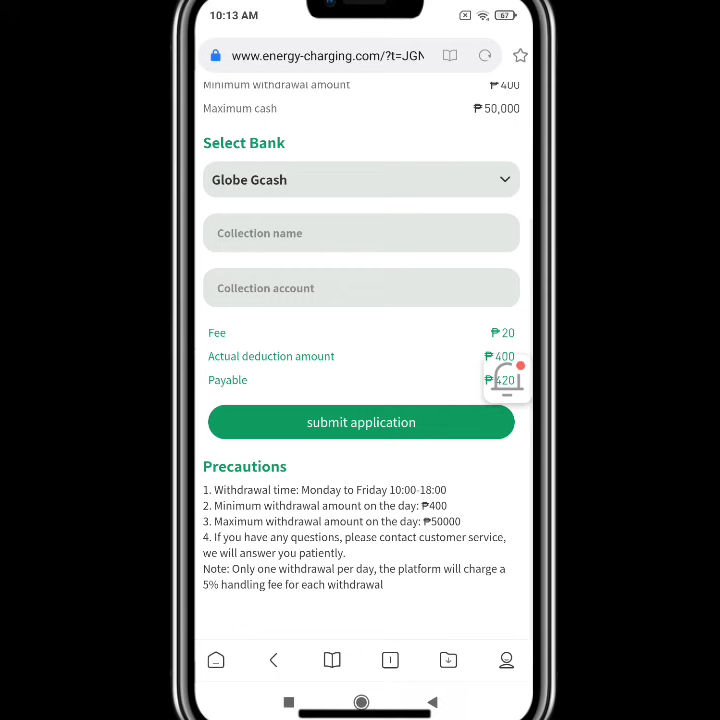 10:13 AM
67
www.energy-charging.com/?t=JGN
Minimum withdrawal amount ₱400
Maximum cash ₱50,000
Select Bank
Globe Gcash
Collection name
Collection account
Fee ₱20
Actual deduction amount ₱400
Payable ₱420
submit application
Precautions
1. Withdrawal time: Monday to Friday 10:00-18:00
2. Minimum withdrawal amount on the day: ₱400
3. Maximum withdrawal amount on the day: ₱50000
4. If you have any questions, please contact customer service,
we will answer you patiently.
Note: Only one withdrawal per day, the platform will charge a
5% handling fee for each withdrawal